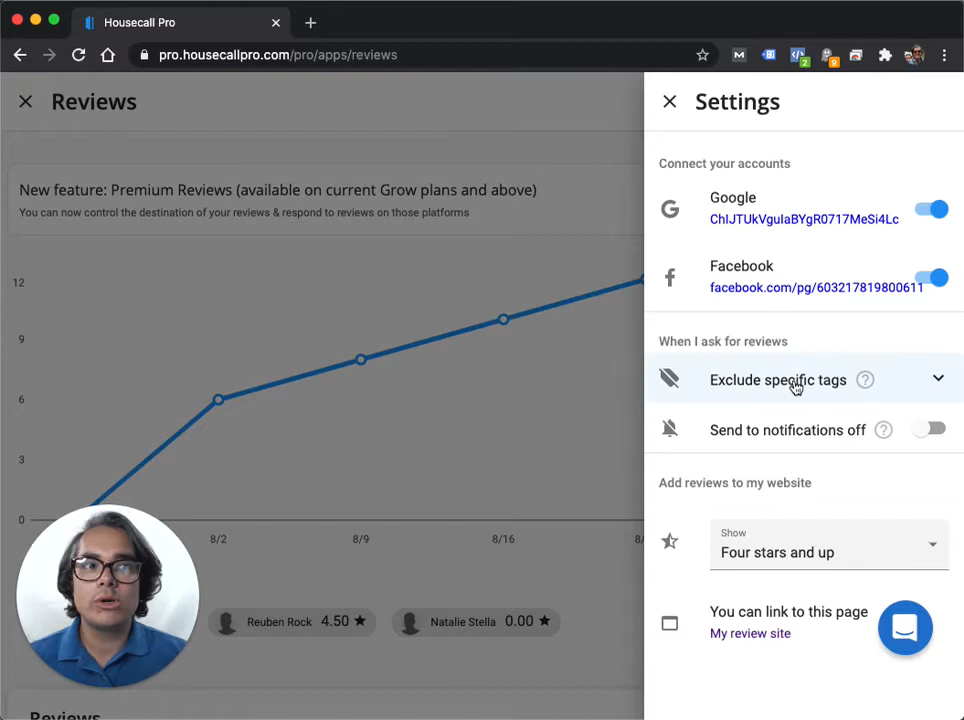 Housecall Pro
pro.housecallpro.com/pro/apps/reviews
2
9
Reviews
New feature: Premium Reviews (available on current Grow plans and above)
You can now control the destination of your reviews & respond to reviews on those platforms
12
9
6
3
0
8/2
8/9
8/16
8/
Reuben Rock 4.50
Natalie Stella 0.00
Reviews
Settings
Connect your accounts
Google
ChIJTUkVguIaBYgR0717MeSi4Lc
Facebook
facebook.com/pg/603217819800611
When I ask for reviews
Exclude specific tags ?
Send to notifications off ?
Add reviews to my website
Show
Four stars and up
You can link to this page
My review site